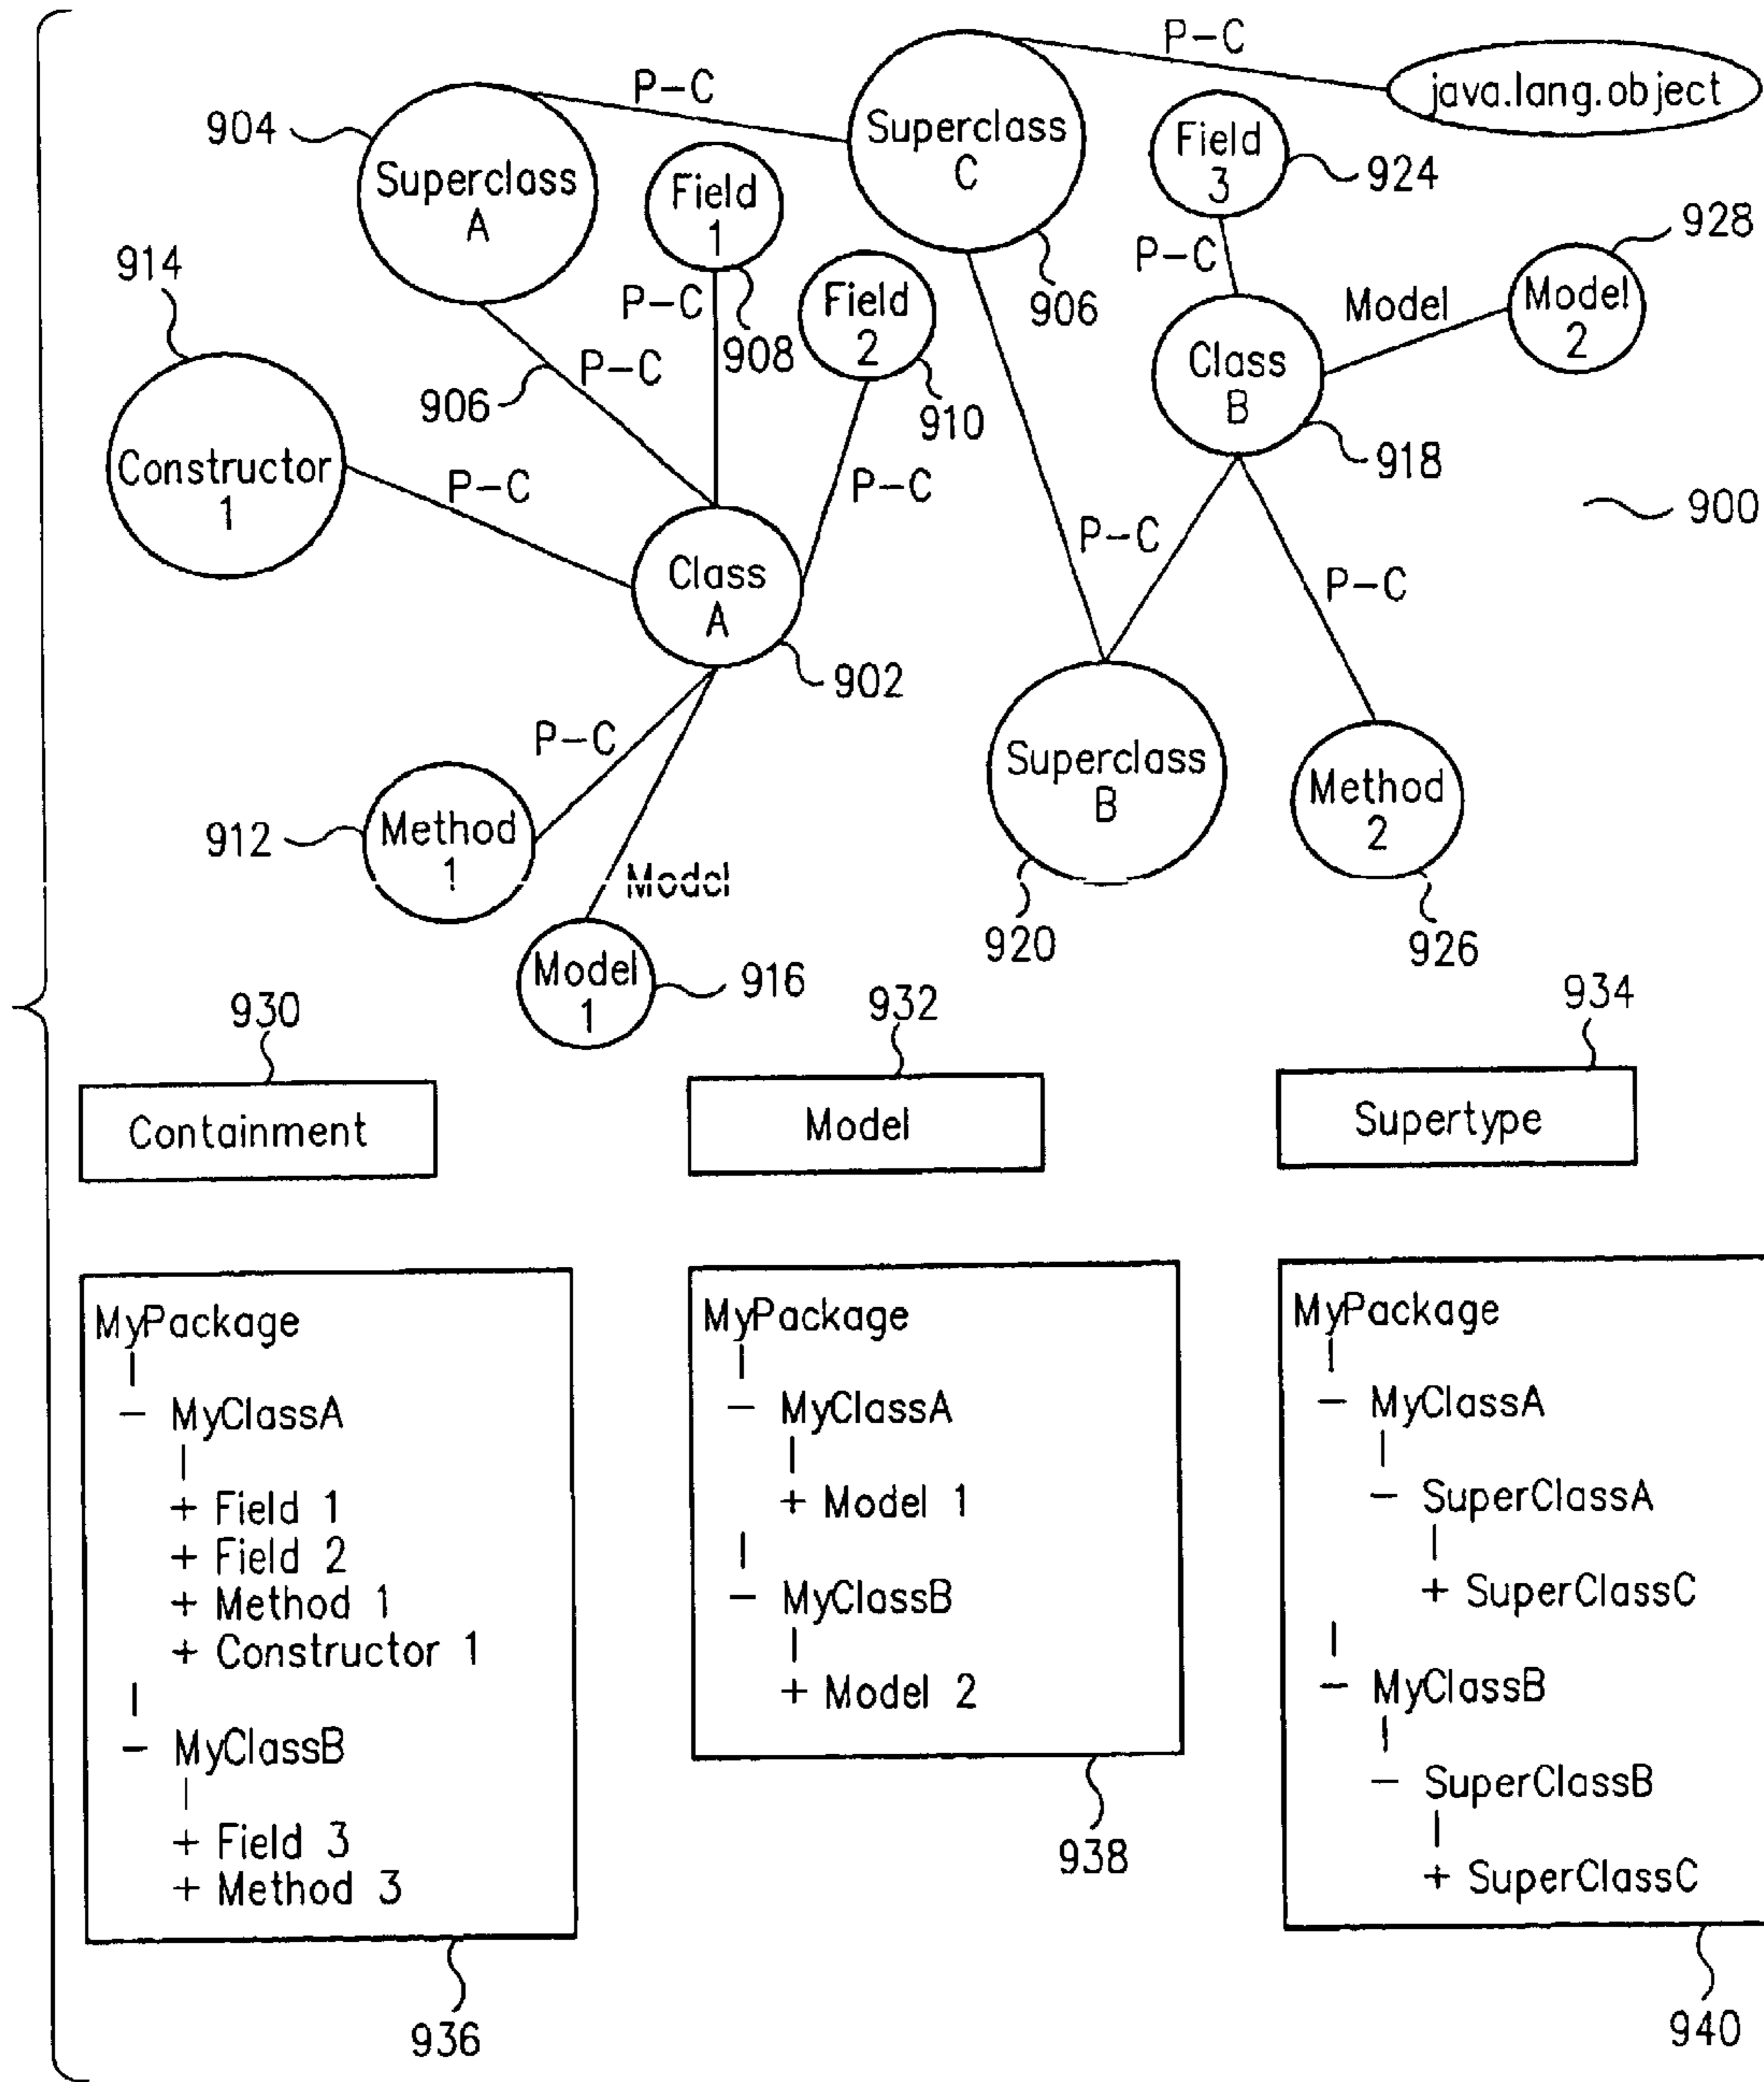 P-C
P-C
java.lang.object
904
Superclass
A
Field
1
Superclass
C
Field
3
924
914
P-C
908
Field
2
906
P-C
928
Model
Model
2
906
P-C
910
Class
B
918
Constructor
1
P-C
P-C
900
Class
A
P-C
P-C
902
P-C
Superclass
B
Method
2
912
Method
1
Model
920
926
Model
1
916
930
932
934
Containment
Model
Supertype
MyPackage
|
- MyClassA
|
+ Field 1
+ Field 2
+ Method 1
+ Constructor 1
|
- MyClassB
|
+ Field 3
+ Method 3
936
MyPackage
|
- MyClassA
|
+ Model 1
|
- MyClassB
|
+ Model 2
938
MyPackage
|
- MyClassA
|
- SuperClassA
|
+ SuperClassC
|
- MyClassB
|
- SuperClassB
|
+ SuperClassC
940